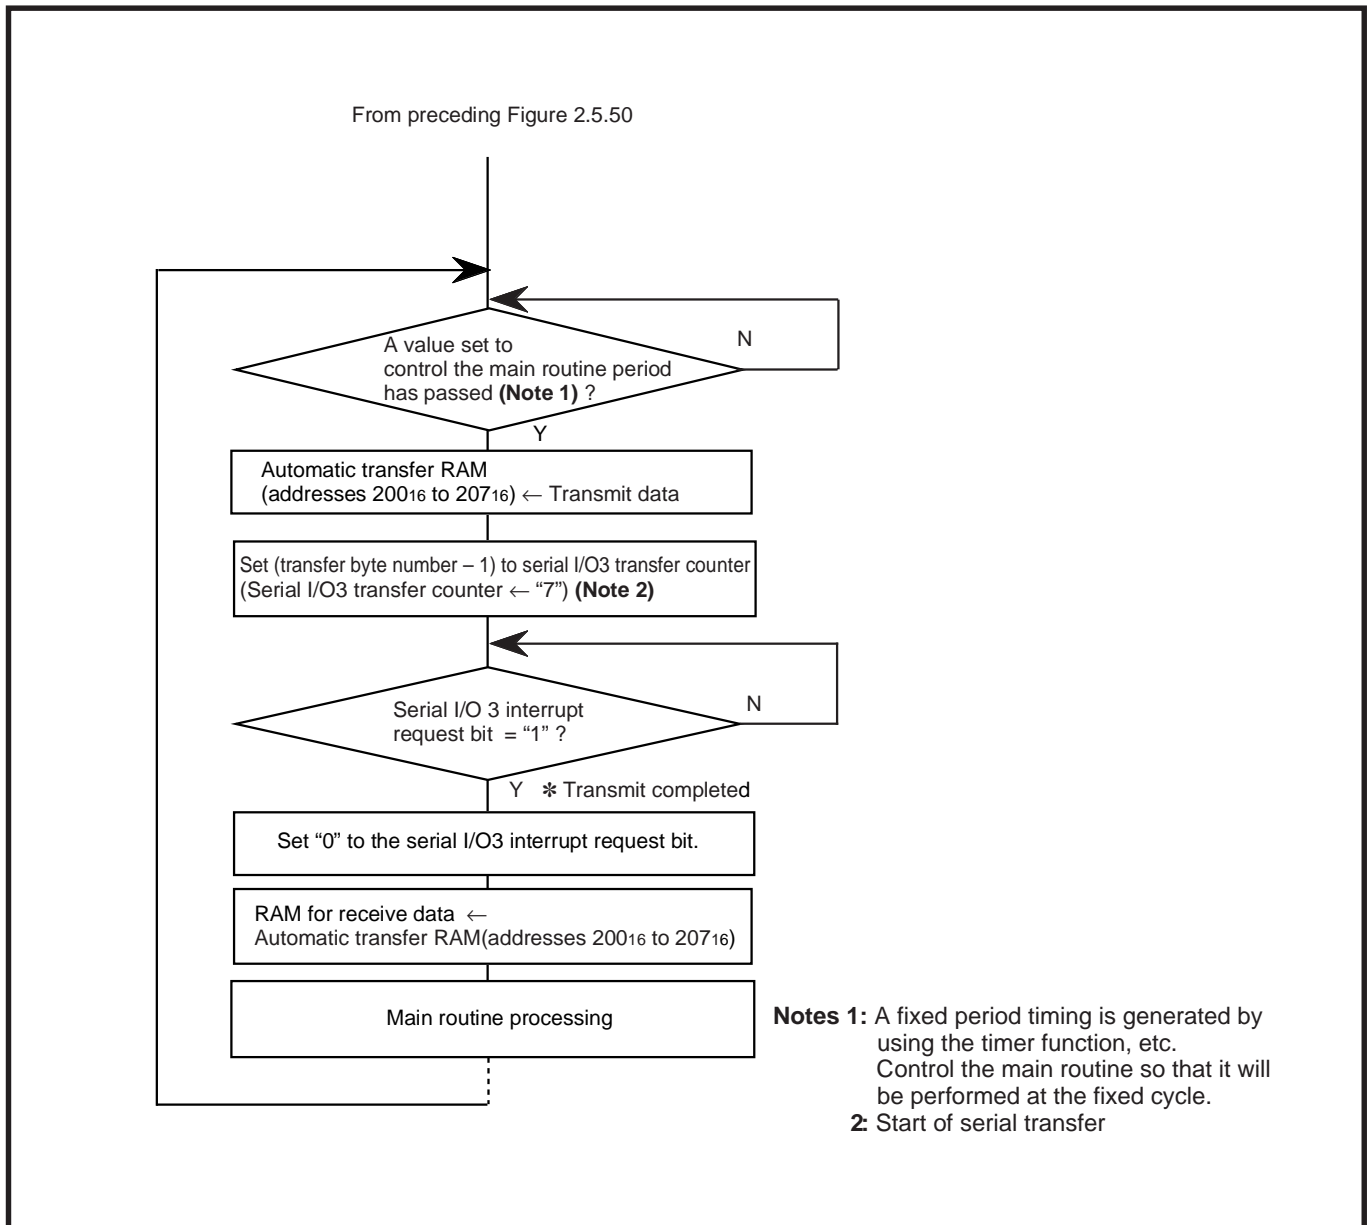 From preceding Figure 2.5.50
N
A value set to
control the main routine period
has passed (Note 1) ?
Y
Automatic transfer RAM
(addresses 20016 to 20716) ← Transmit data
Set (transfer byte number – 1) to serial I/O3 transfer counter
(Serial I/O3 transfer counter ← “7”) (Note 2)
N
Serial I/O 3 interrupt
request bit = “1” ?
Y ✽ Transmit completed
Set “0” to the serial I/O3 interrupt request bit.
RAM for receive data ←
Automatic transfer RAM(addresses 20016 to 20716)
Main routine processing
Notes 1: A fixed period timing is generated by
using the timer function, etc.
Control the main routine so that it will
be performed at the fixed cycle.
2: Start of serial transfer